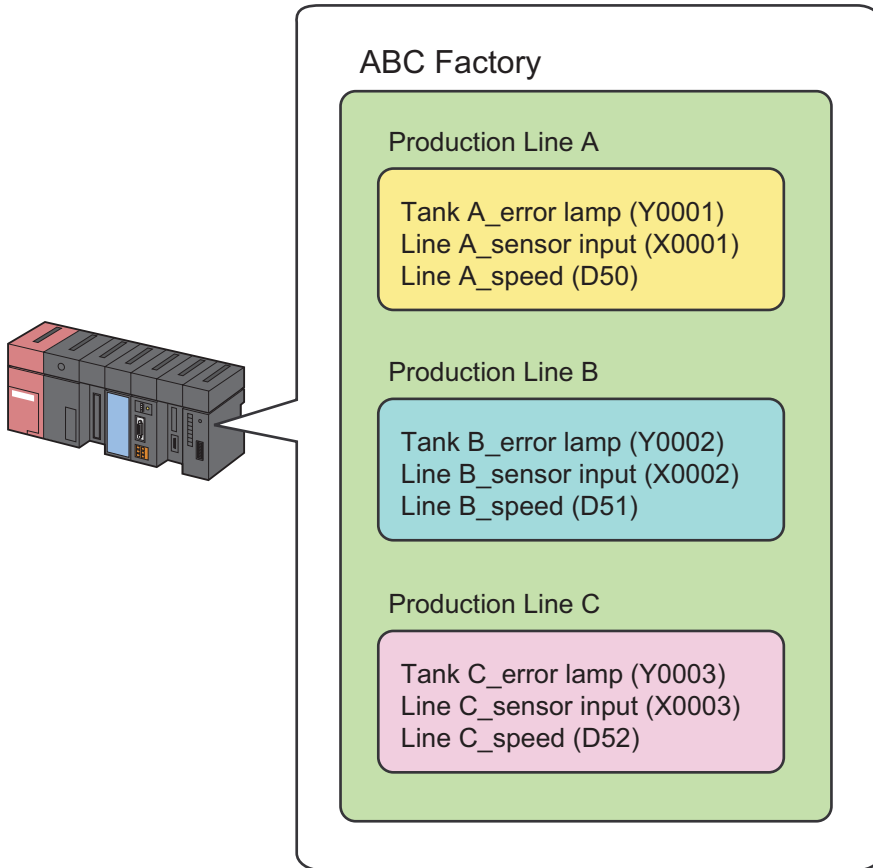 ABC Factory
Production Line A
Tank A_error lamp (Y0001)
Line A_sensor input (X0001)
Line A_speed (D50)
Production Line B
Tank B_error lamp (Y0002)
Line B_sensor input (X0002)
Line B_speed (D51)
Production Line C
Tank C_error lamp (Y0003)
Line C_sensor input (X0003)
Line C_speed (D52)